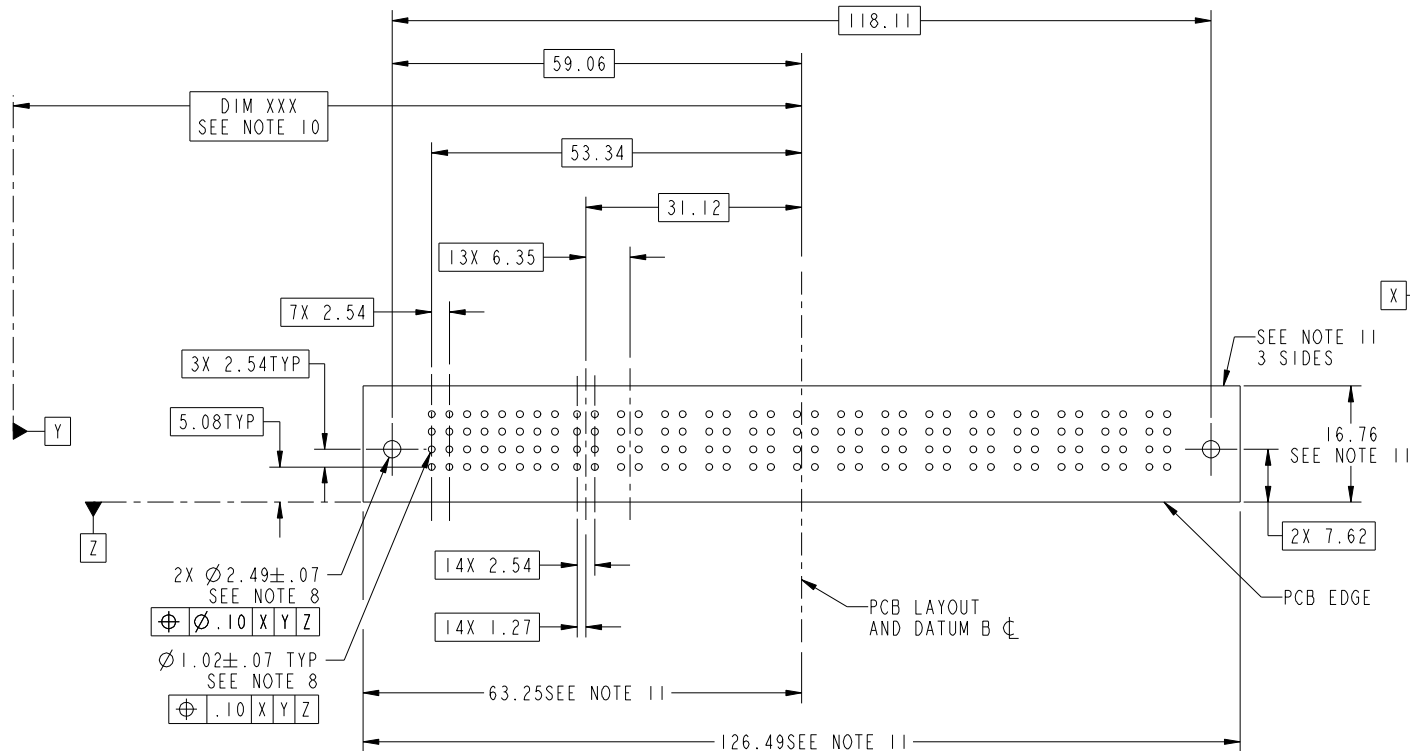 118.11
59.06
DIM XXX
SEE NOTE 10
53.34
31.12
13X 6.35
X
7X 2.54
SEE NOTE 11
3 SIDES
3X 2.54TYP
5.08TYP
Y
16.76
SEE NOTE 11
Z
2X 7.62
14X 2.54
2X Ø2.49±.07
SEE NOTE 8
⌖ Ø.10 X Y Z
PCB EDGE
PCB LAYOUT
AND DATUM B ℄
14X 1.27
Ø1.02±.07 TYP
SEE NOTE 8
⌖ .10 X Y Z
63.25SEE NOTE 11
126.49SEE NOTE 11